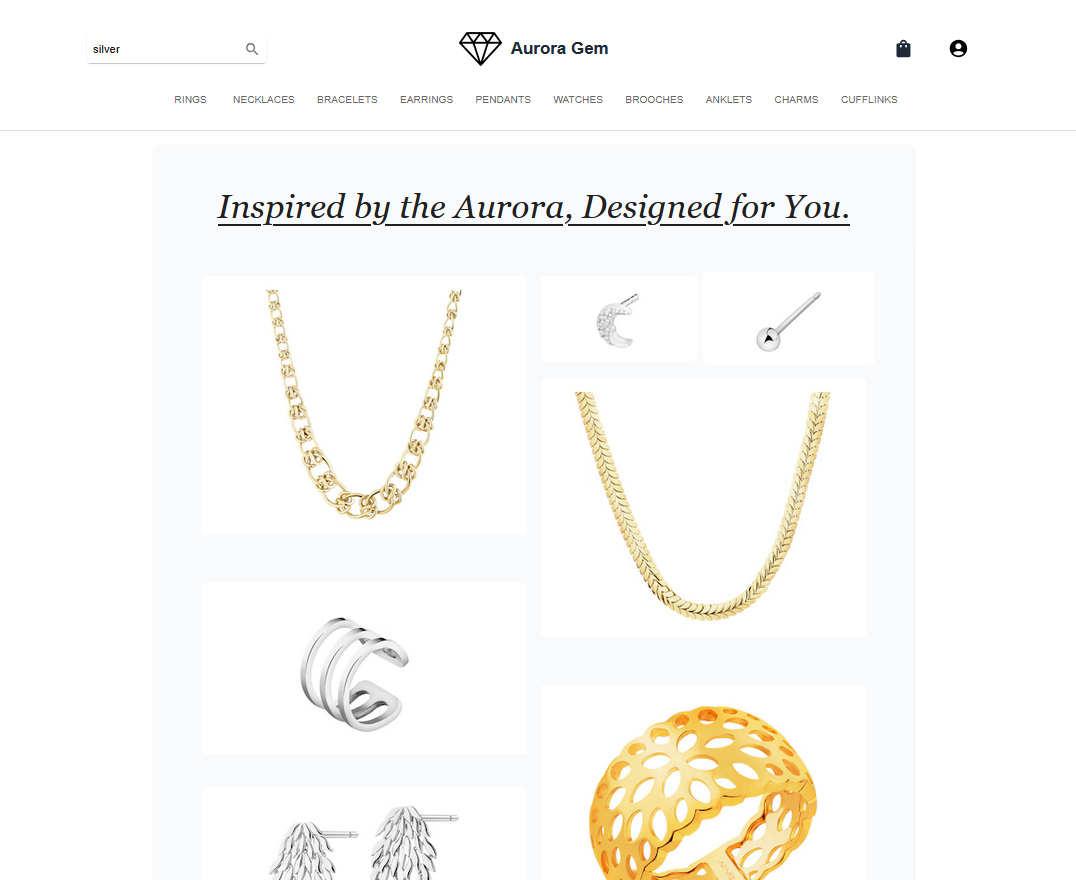 silver
Aurora Gem
RINGS NECKLACES BRACELETS EARRINGS PENDANTS WATCHES BROOCHES ANKLETS CHARMS CUFFLINKS
Inspired by the Aurora, Designed for You.